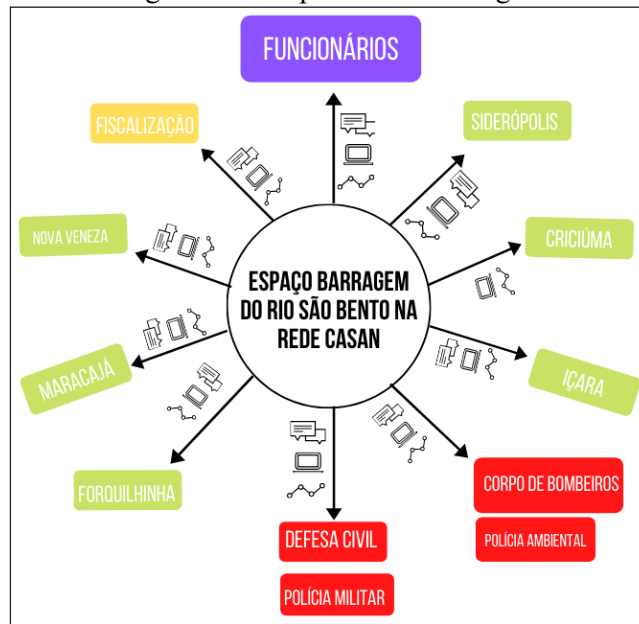 FUNCIONÁRIOS
FISCALIZAÇÃO
SIDERÓPOLIS
NOVA VENEZA
CRICIÚMA
ESPAÇO BARRAGEM
DO RIO SÃO BENTO NA
REDE CASAN
MARACAJÁ
IÇARA
FORQUILHINHA
CORPO DE BOMBEIROS
POLÍCIA AMBIENTAL
DEFESA CIVIL
POLÍCIA MILITAR